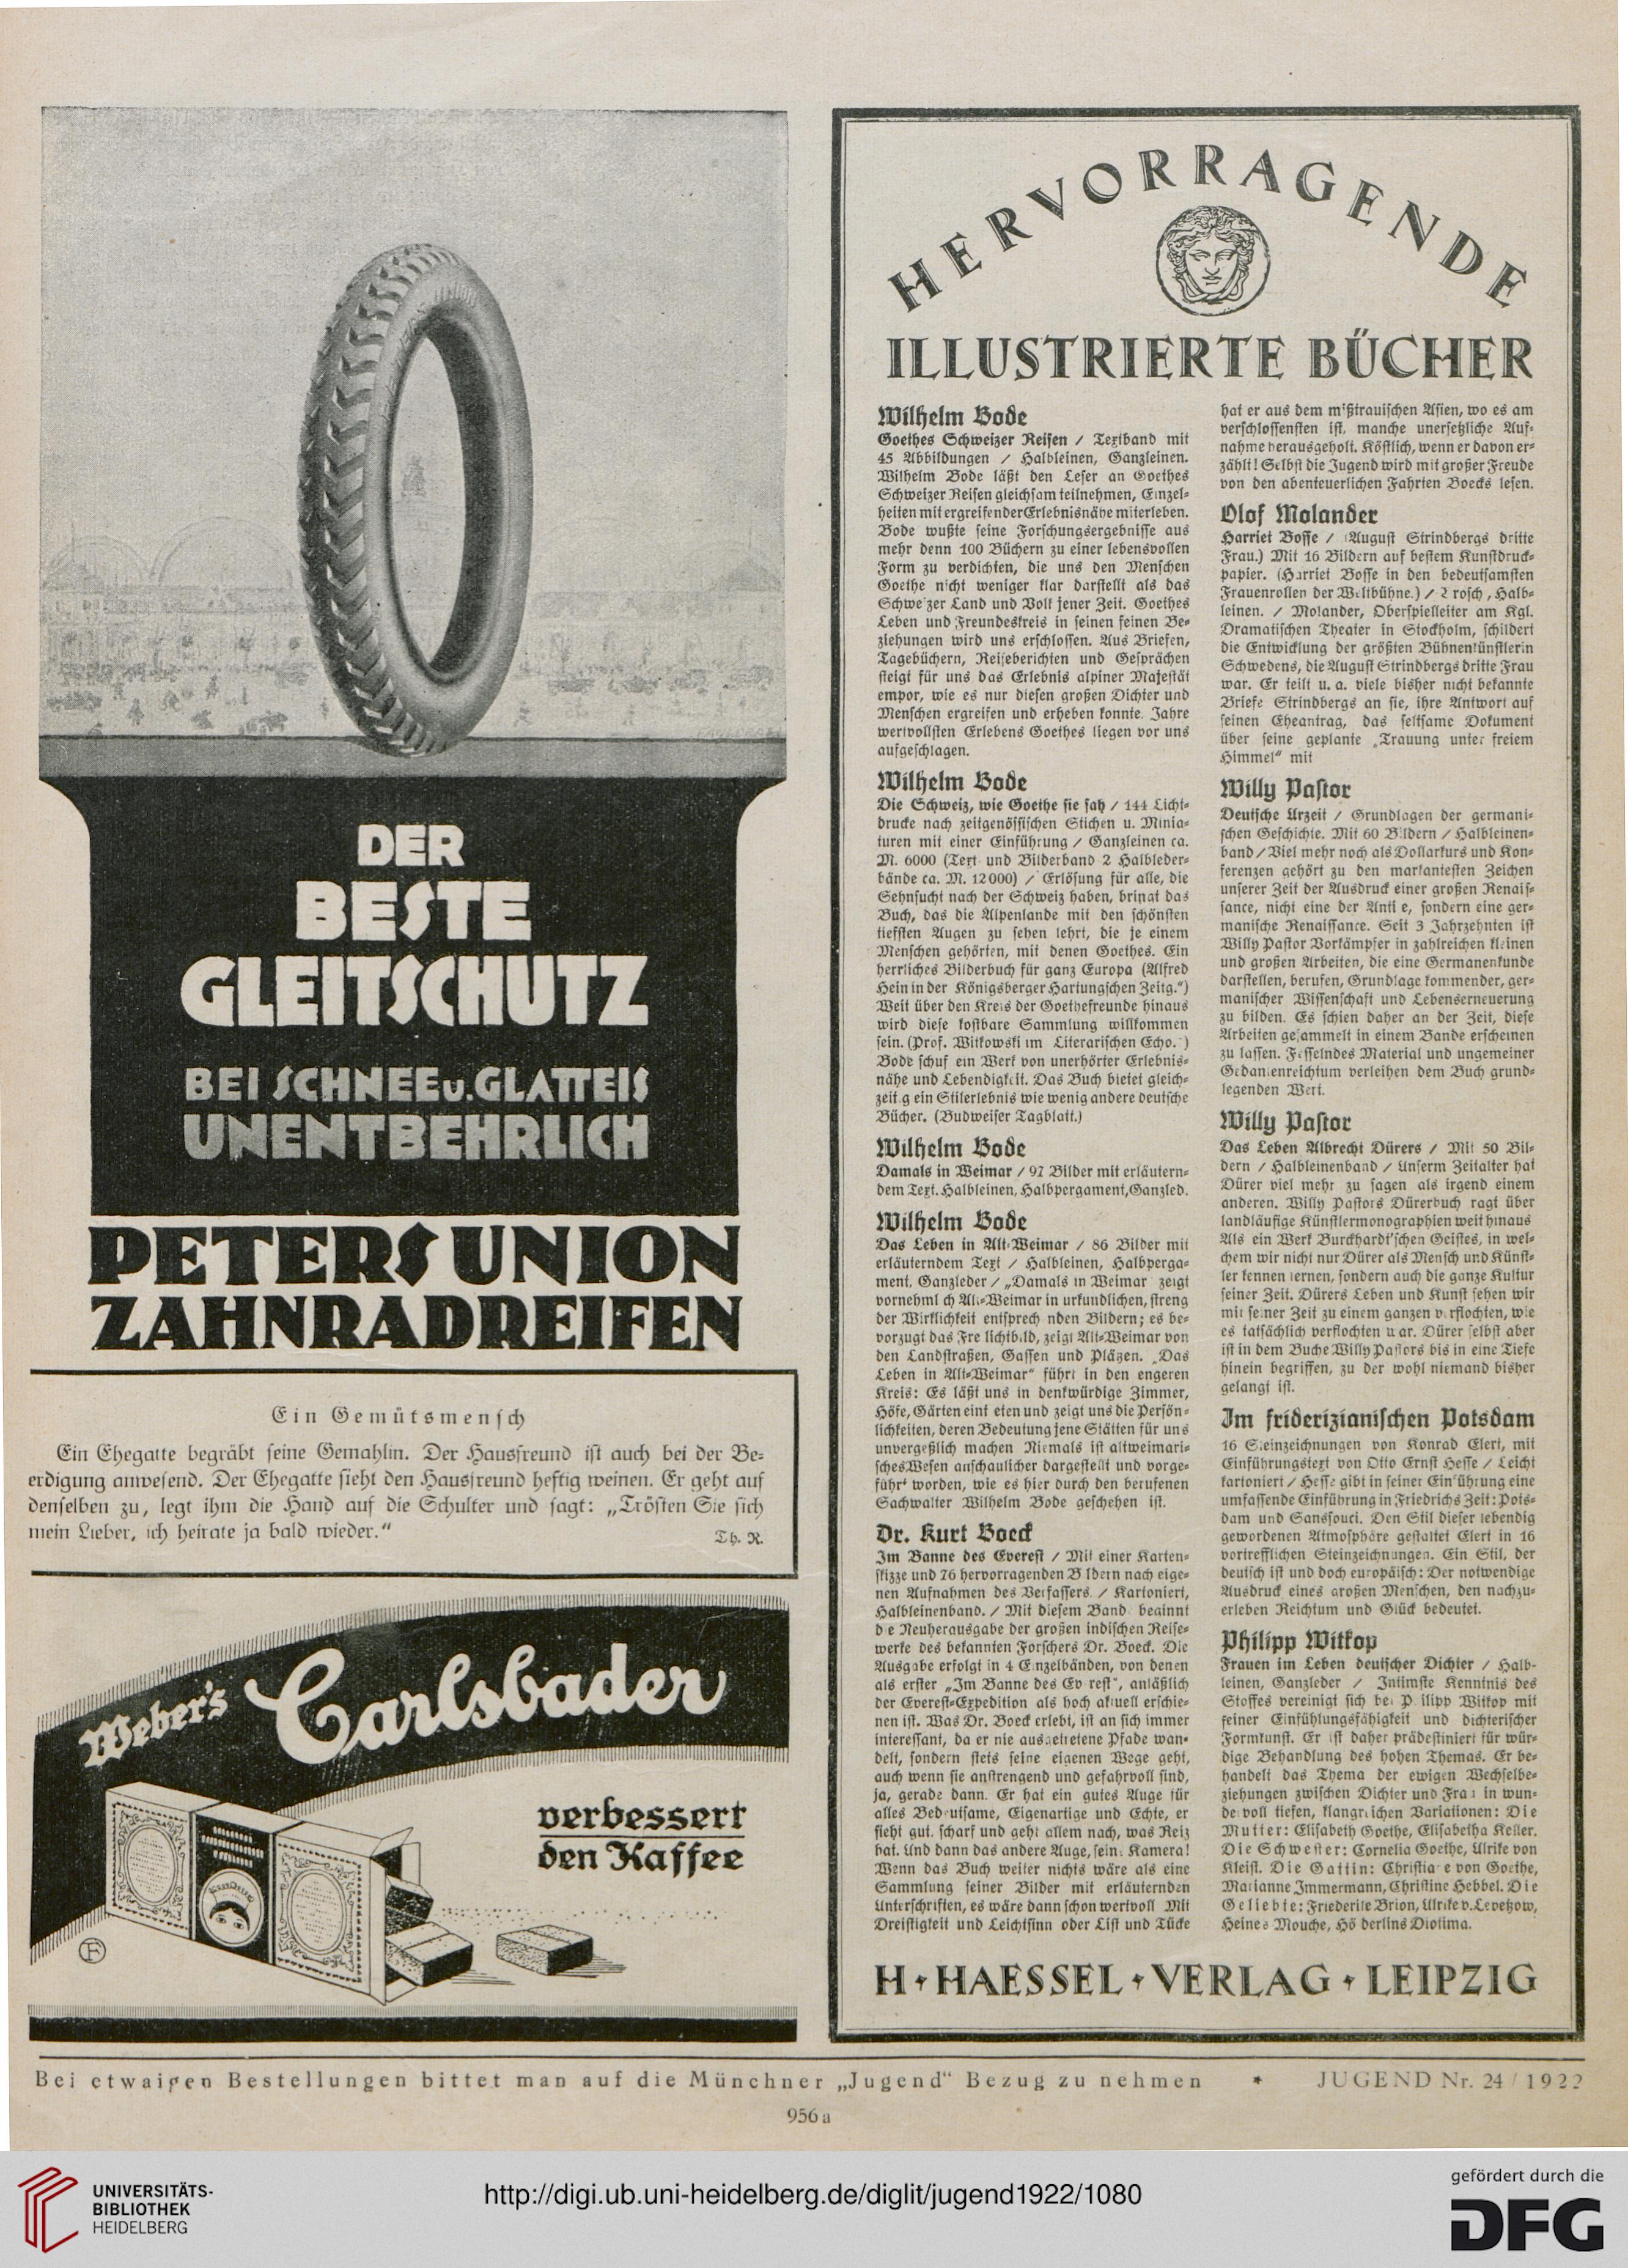 DER
BESTE
GLEITSCHUTZ
BEI SCHNEE u. GLATTEIS
UNENTBEHRLICH
PETERS UNION
ZAHNRADREIFEN
Ein Gemütsmensch
Ein Ehegatte begräbt seine Gemahlin. Der Hausfreund ist auch bei der Be-
erdigung anwesend. Der Ehegatte sieht den Hausfreund heftig weinen. Er geht auf
denselben zu, legt ihm die Hand auf die Schulter und sagt: „Trösten Sie sich
mein Lieber, ich heirate ja bald wieder.“
Th. R.
Weber's Carlsbader
verbessert
den Kaffee
F
HERVORRAGENDE
ILLUSTRIERTE BÜCHER
Wilhelm Bode
Goethes Schweizer Reisen / Textband mit
45 Abbildungen / Halbleinen, Ganzleinen.
Wilhelm Bode läßt den Leser an Goethes
Schweizer Reisen gleichsam teilnehmen, Einzel-
heiten mit ergreifender Erlebnisnähe miterleben.
Bode wußte seine Forschungsergebnisse aus
mehr denn 100 Büchern zu einer lebensvollen
Form zu verdichten, die uns den Menschen
Goethe nicht weniger klar darstellt als das
Schweizer Land und Volk jener Zeit. Goethes
Leben und Freundeskreis in seinen feinen Be-
ziehungen wird uns erschlossen. Aus Briefen,
Tagebüchern, Reiseberichten und Gesprächen
steigt für uns das Erlebnis alpiner Majestät
empor, wie es nur diesen großen Dichter und
Menschen ergreifen und erheben konnte. Jahre
wertvollsten Erlebens Goethes liegen vor uns
aufgeschlagen.
Wilhelm Bode
Die Schweiz, wie Goethe sie sah / 144 Licht-
drucke nach zeitgenössischen Stichen u. Minia-
turen mit einer Einführung / Ganzleinen ca.
M. 6000 (Text- und Bilderband 2 Halbleder-
bände ca. M. 12 000) / Erlösung für alle, die
Sehnsucht nach der Schweiz haben, bringt das
Buch, das die Alpenlande mit den schönsten
tiefsten Augen zu sehen lehrt, die je einem
Menschen gehörten, mit denen Goethes. Ein
herrliches Bilderbuch für ganz Europa (Alfred
Hein in der Königsberger Hartungschen Zeitg.“)
Weit über den Kreis der Goethefreunde hinaus
wird diese kostbare Sammlung willkommen
sein. (Prof. Witkowski im Literarischen Echo.)
Bode schuf ein Werk von unerhörter Erlebnis-
nähe und Lebendigkeit. Das Buch bietet gleich-
zeit g ein Stilerlebnis wie wenig andere deutsche
Bücher. (Budweiser Tagblatt.)
Wilhelm Bode
Damals in Weimar / 97 Bilder mit erläutern-
dem Text. Halbleinen, Halbpergament, Ganzled.
Wilhelm Bode
Das Leben in Alt-Weimar / 86 Bilder mit
erläuterndem Text / Halbleinen, Halbperga-
ment, Ganzleder / „Damals in Weimar zeigt
vornehml ch Alt-Weimar in urkundlichen, streng
der Wirklichkeit entsprech nden Bildern; es be-
vorzugt das Fre lichtbild, zeigt Alt-Weimar von
den Landstraßen, Gassen und Plätzen. „Das
Leben in Alt-Weimar“ führt in den engeren
Kreis: Es läßt uns in denkwürdige Zimmer,
Höfe, Gärten eint eten und zeigt uns die Persön-
lichkeiten, deren Bedeutung jene Stätten für uns
unvergeßlich machen Niemals ist altweimari-
sches Wesen anschaulicher dargestellt und vorge-
führt worden, wie es hier durch den berufenen
Sachwalter Wilhelm Bode geschehen ist.
Dr. Kurt Boeck
Im Banne des Everest / Mit einer Karten-
skizze und 76 hervorragenden B ldern nach eige-
nen Aufnahmen des Verfassers. / Kartoniert,
Halbleinenband. / Mit diesem Band beginnt
d e Neuherausgabe der großen indischen Reise-
werke des bekannten Forschers Dr. Boeck. Die
Ausgabe erfolgt in 4 Einzelbänden, von denen
als erster „Im Banne des Ev rest“, anläßlich
der Everest-Expedition als hoch aktuell erschie-
nen ist. Was Dr. Boeck erlebt, ist an sich immer
interessant, da er nie ausgetretene Pfade wan-
delt, sondern stets seine eigenen Wege geht,
auch wenn sie anstrengend und gefahrvoll sind,
ja, gerade dann. Er hat ein gutes Auge für
alles Bedeutsame, Eigenartige und Echte, er
sieht gut, scharf und geht allem nach, was Reiz
hat. Und dann das andere Auge, seine Kamera!
Wenn das Buch weiter nichts wäre als eine
Sammlung seiner Bilder mit erläuternden
Unterschriften, es wäre dann schon wertvoll Mit
Dreistigkeit und Leichtsinn oder List und Tücke
hat er aus dem mißtrauischen Asien, wo es am
verschlossensten ist, manche unersetzliche Auf-
nahme herausgeholt. Köstlich, wenn er davon er-
zählt! Selbst die Jugend wird mit großer Freude
von den abenteuerlichen Fahrten Boecks lesen.
Olaf Molander
Harriet Bosse / (August Strindbergs dritte
Frau.) Mit 16 Bildern auf bestem Kunstdruck-
papier. (Harriet Bosse in den bedeutsamsten
Frauenrollen der Weltbühne.) / B rosch, Halb-
leinen. / Molander, Oberspielleiter am Kgl.
Dramatischen Theater in Stockholm, schildert
die Entwicklung der größten Bühnenkünstlerin
Schwedens, die August Strindbergs dritte Frau
war. Er teilt u. a. viele bisher nicht bekannte
Briefe Strindbergs an sie, ihre Antwort auf
seinen Eheantrag, das seltsame Dokument
über seine geplante „Trauung unter freiem
Himmel“ mit
Willy Pastor
Deutsche Urzeit / Grundlagen der germani-
schen Geschichte. Mit 60 Bildern / Halbleinen-
band / Viel mehr noch als Dollarkurs und Kon-
ferenzen gehört zu den markantesten Zeichen
unserer Zeit der Ausdruck einer großen Renais-
sance, nicht eine der Anti e, sondern eine ger-
manische Renaissance. Seit 3 Jahrzehnten ist
Willy Pastor Vorkämpfer in zahlreichen kleinen
und großen Arbeiten, die eine Germanenkunde
darstellen, berufen, Grundlage kommender, ger-
manischer Wissenschaft und Lebenserneuerung
zu bilden. Es schien daher an der Zeit, diese
Arbeiten gesammelt in einem Bande erscheinen
zu lassen. Fesselndes Material und ungemeiner
Gedankenreichtum verleihen dem Buch grund-
legenden Wert.
Willy Pastor
Das Leben Albrecht Dürers / Mit 50 Bil-
dern / Halbleinenband / Unserm Zeitalter hat
Dürer viel mehr zu sagen als irgend einem
anderen. Willy Pastors Dürerbuch ragt über
landläufige Künstlermonographien weit hinaus
Als ein Werk Burckhardt'schen Geistes, in wel-
chem wir nicht nur Dürer als Mensch und Künst-
ler kennen lernen, sondern auch die ganze Kultur
seiner Zeit. Dürers Leben und Kunst sehen wir
mit seiner Zeit zu einem ganzen verflochten, wie
es tatsächlich verflochten war. Dürer selbst aber
ist in dem Buche Willy Pastors bis in eine Tiefe
hinein begriffen, zu der wohl niemand bisher
gelangt ist.
Im friderizianischen Potsdam
16 Steinzeichnungen von Konrad Elert, mit
Einführungstext von Otto Ernst Hesse / Leicht
kartoniert / Hesse gibt in seiner Einführung eine
umfassende Einführung in Friedrichs Zeit: Pots-
dam und Sanssouci. Den Stil dieser lebendig
gewordenen Atmosphäre gestaltet Elert in 16
vortrefflichen Steinzeichnungen. Ein Stil, der
deutsch ist und doch europäisch: Der notwendige
Ausdruck eines großen Menschen, den nachzu-
erleben Reichtum und Glück bedeutet.
Philipp Witkop
Frauen im Leben deutscher Dichter / Halb-
leinen, Ganzleder / Intimste Kenntnis des
Stoffes vereinigt sich bei P ilipp Witkop mit
feiner Einfühlungsfähigkeit und dichterischer
Formkunst. Er ist daher prädestiniert für wür-
dige Behandlung des hohen Themas. Er be-
handelt das Thema der ewigen Wechselbe-
ziehungen zwischen Dichter und Frau in wun-
dervoll tiefen, klangreichen Variationen: Die
Mutter: Elisabeth Goethe, Elisabetha Keller.
Die Schwester: Cornelia Goethe, Ulrike von
Kleist. Die Gattin: Christia e von Goethe,
Marianne Immermann, Christine Hebbel. Die
Geliebte: Friederike Brion, Ulrike v. Levetzow,
Heines Mouche, Hö derlins Diotima.
H • HAESSEL • VERLAG • LEIPZIG
Bei etwaigen Bestellungen bittet man auf die Münchner „Jugend“ Bezug zu nehmen * JUGEND Nr. 24 / 1922
956 a
UNIVERSITÄTS-
BIBLIOTHEK
HEIDELBERG
http://digi.ub.uni-heidelberg.de/diglit/jugend1922/1080
gefördert durch die
DFG